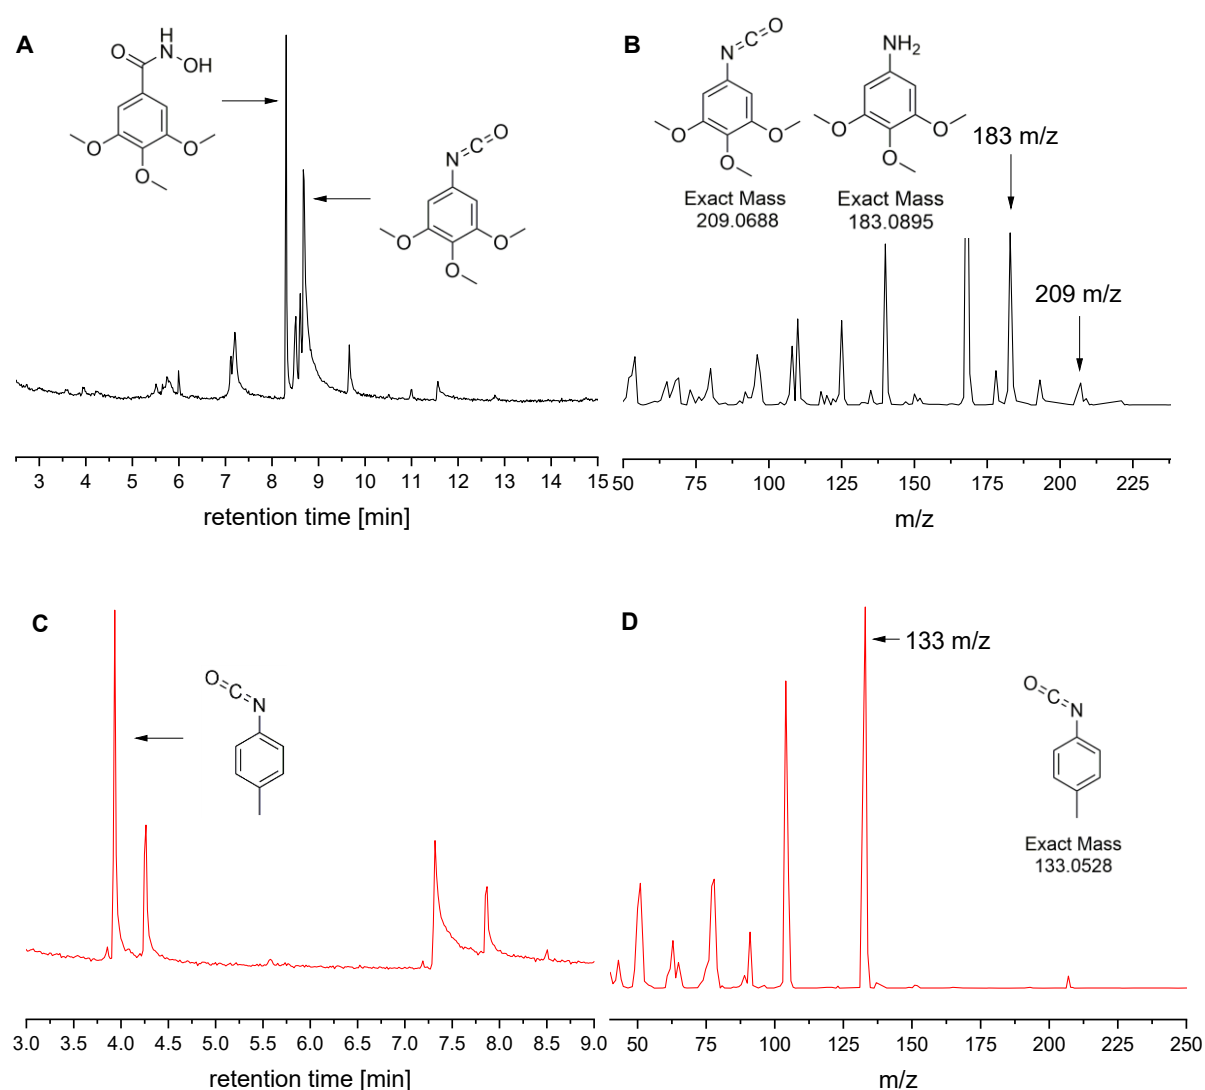 A
O
H
N
OH
O
O
O
N
C
O
O
O
O
3 4 5 6 7 8 9 10 11 12 13 14 15
retention time [min]
B
N
C
O
O
O
O
Exact Mass
209.0688
NH2
O
O
O
Exact Mass
183.0895
183 m/z
209 m/z
50 75 100 125 150 175 200 225
m/z
C
O
C
N
3.0 3.5 4.0 4.5 5.0 5.5 6.0 6.5 7.0 7.5 8.0 8.5 9.0
retention time [min]
D
133 m/z
O
C
N
Exact Mass
133.0528
50 75 100 125 150 175 200 225 250
m/z